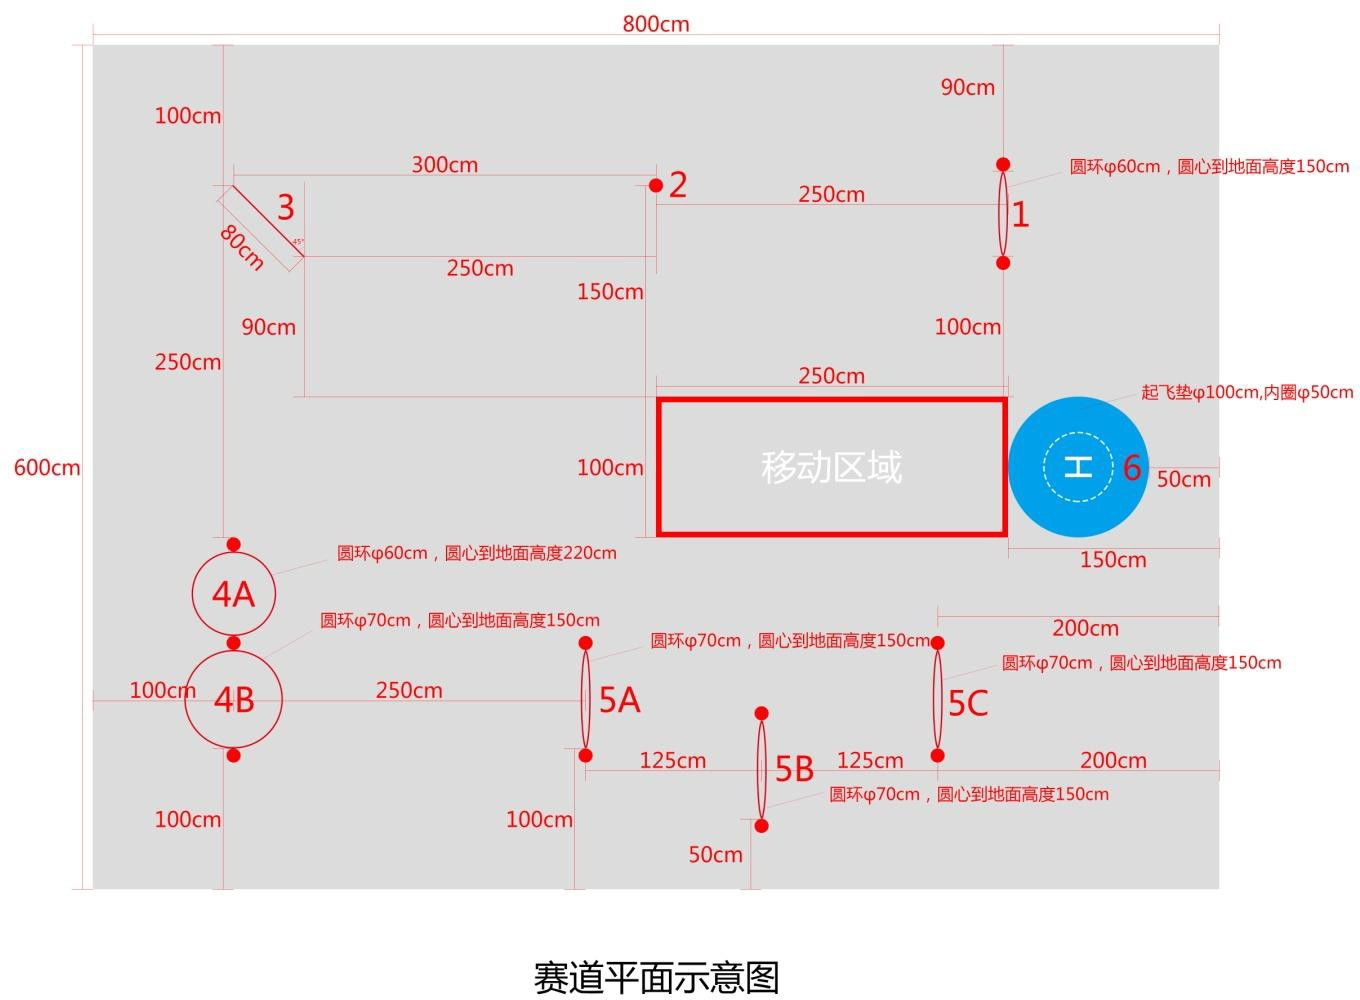 800cm
90cm
100cm
300cm
圆环φ60cm，圆心到地面高度150cm
2
250cm
3
1
45°
80cm
250cm
150cm
90cm
100cm
250cm
250cm
起飞垫φ100cm,内圈φ50cm
600cm
100cm
移动区域
H
6
50cm
圆环φ60cm，圆心到地面高度220cm
150cm
4A
圆环φ70cm，圆心到地面高度150cm
200cm
圆环φ70cm，圆心到地面高度150cm
圆环φ70cm，圆心到地面高度150cm
100cm
4B
250cm
5A
5C
125cm
5B
125cm
200cm
圆环φ70cm，圆心到地面高度150cm
100cm
100cm
50cm
赛道平面示意图